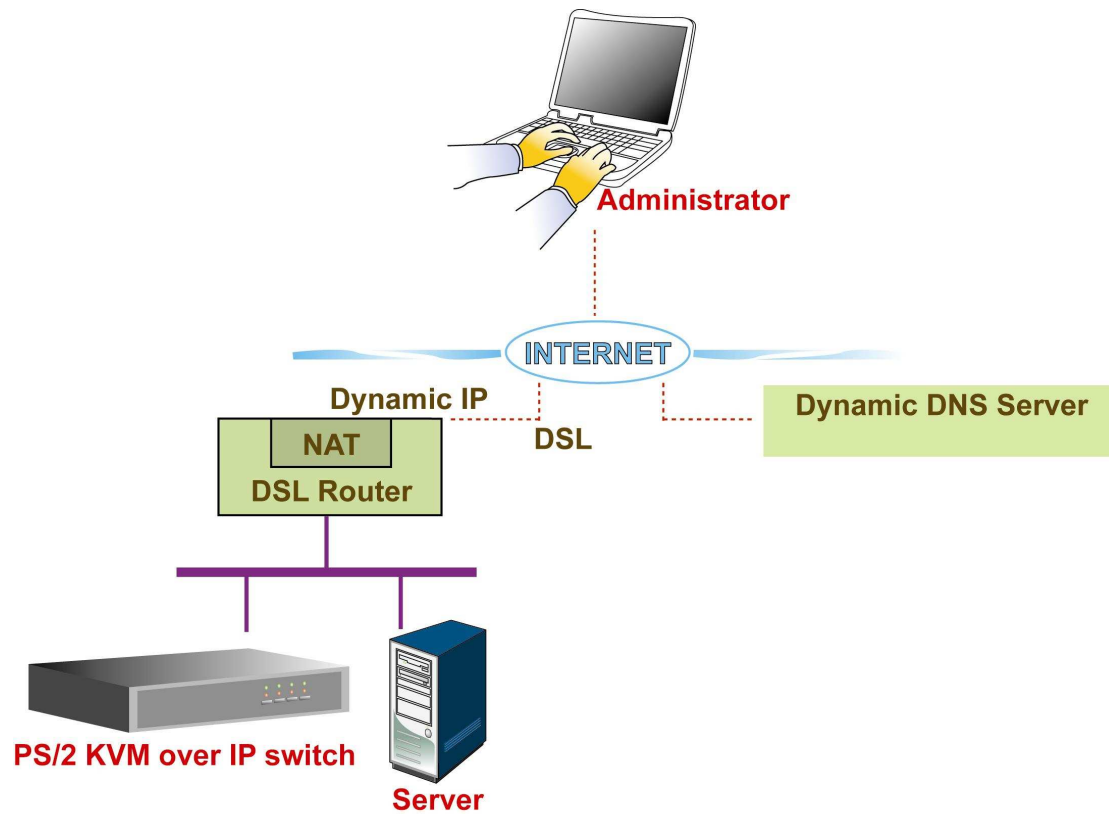 Administrator
INTERNET
Dynamic IP
DSL
Dynamic DNS Server
NAT
DSL Router
PS/2 KVM over IP switch
Server